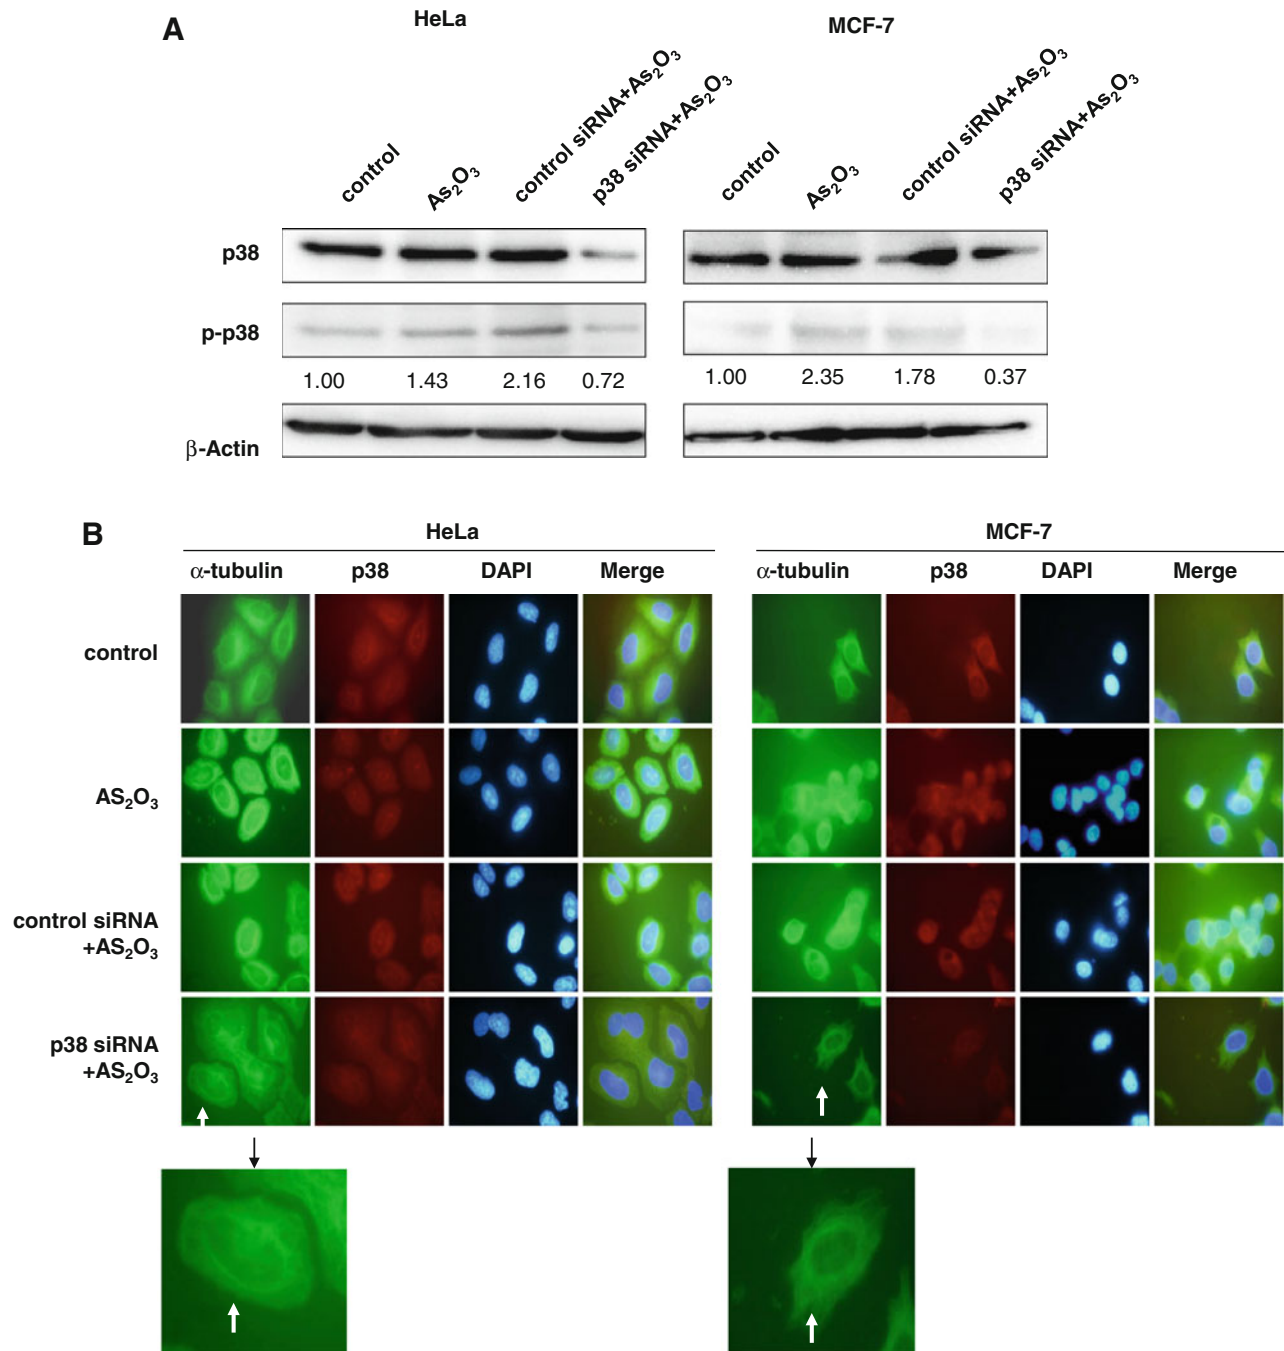 A
HeLa
MCF-7
control
As₂O₃
control siRNA+As₂O₃
p38 siRNA+As₂O₃
control
As₂O₃
control siRNA+As₂O₃
p38 siRNA+As₂O₃
p38
p-p38
1.00 1.43 2.16 0.72 1.00 2.35 1.78 0.37
β-Actin
B
HeLa
MCF-7
α-tubulin p38 DAPI Merge α-tubulin p38 DAPI Merge
control
AS₂O₃
control siRNA
+AS₂O₃
p38 siRNA
+AS₂O₃